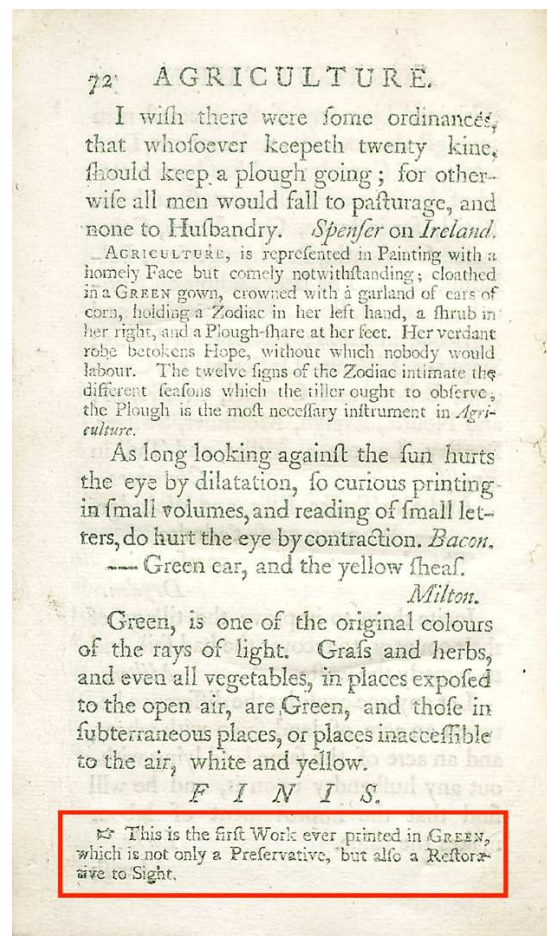 72 AGRICULTURE.
I wiſh there were ſome ordinances,
that whoſoever keepeth twenty kine,
ſhould keep a plough going; for other-
wiſe all men would fall to paſturage, and
none to Huſbandry. Spenſer on Ireland.
AGRICULTURE, is repreſented in Painting with a
homely Face but comely notwithſtanding; cloathed
in a GREEN gown, crowned with a garland of ears of
corn, holding a Zodiac in her left hand, a ſhrub in
her right, and a Plough-ſhare at her feet. Her verdant
robe betokens Hope, without which nobody would
labour. The twelve ſigns of the Zodiac intimate the
different ſeaſons which the tiller ought to obſerve,
the Plough is the moſt neceſſary inſtrument in Agri-
culture.
As long looking againſt the ſun hurts
the eye by dilatation, ſo curious printing
in ſmall volumes, and reading of ſmall let-
ters, do hurt the eye by contraction. Bacon.
—— Green ear, and the yellow ſheaf.
Milton.
Green, is one of the original colours
of the rays of light. Graſs and herbs,
and even all vegetables, in places expoſed
to the open air, are Green, and thoſe in
ſubterraneous places, or places inacceſſible
to the air, white and yellow.
F I N I S.
☞ This is the firſt Work ever printed in GREEN,
which is not only a Preſervative, but alſo a Reſtora-
tive to Sight.